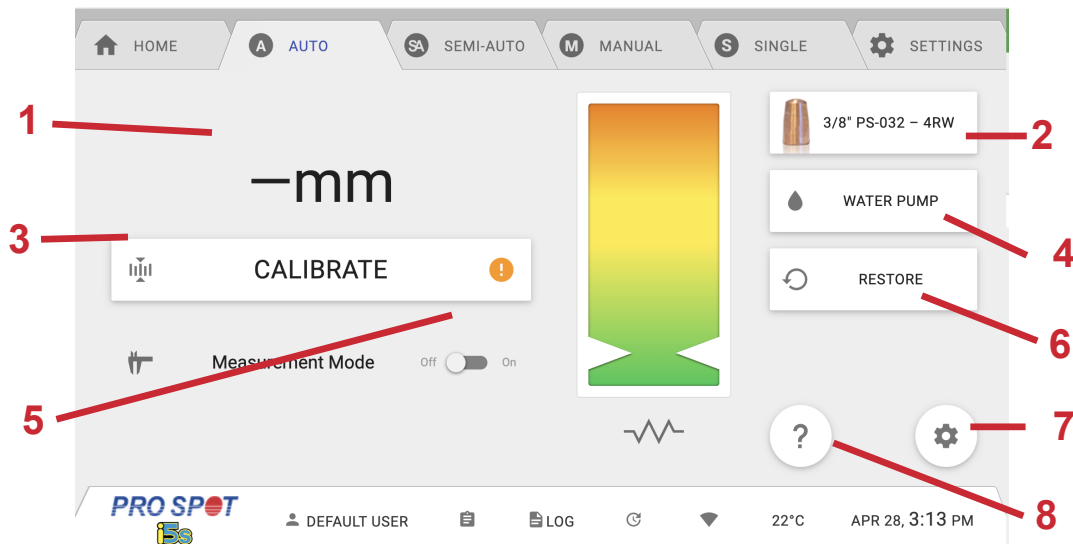 HOME
A AUTO
SA SEMI-AUTO
M MANUAL
S SINGLE
SETTINGS
1
—mm
3/8" PS-032 – 4RW
2
WATER PUMP
4
3
CALIBRATE
!
RESTORE
6
Measurement Mode
Off
On
5
?
7
8
PRO SPOT
i5s
DEFAULT USER
LOG
22°C
APR 28, 3:13 PM